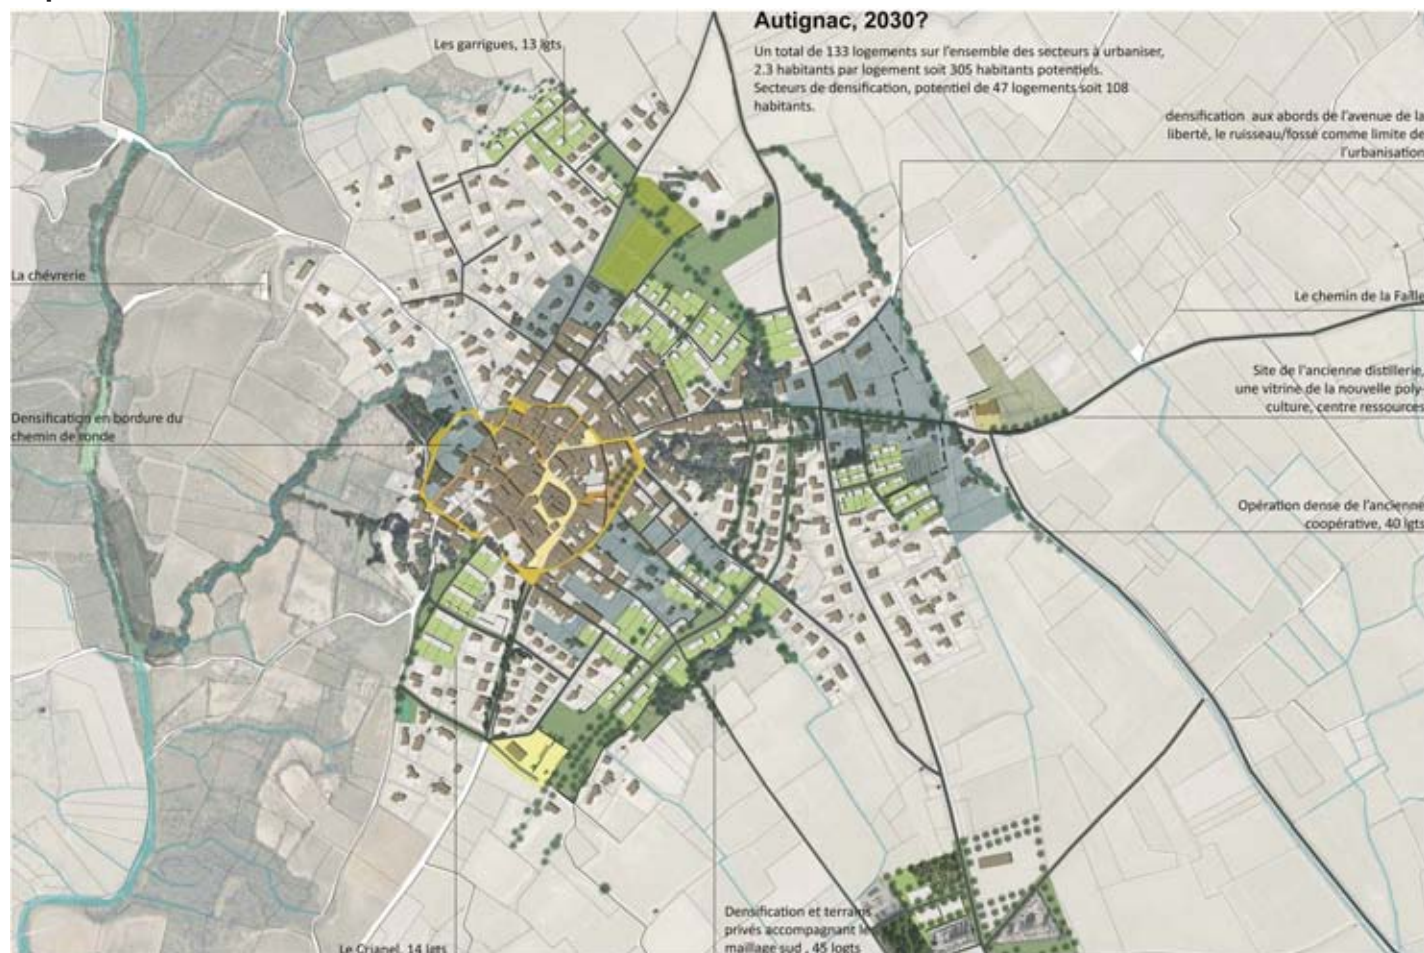 Autignac, 2030?
Un total de 133 logements sur l'ensemble des secteurs à urbaniser,
2.3 habitants par logement soit 305 habitants potentiels.
Secteurs de densification, potentiel de 47 logements soit 108
habitants.
Les garrigues, 13 lgts
densification aux abords de l'avenue de la
liberté, le ruisseau/fossé comme limite de
l'urbanisation
La chévrerie
Le chemin de la Faille
Site de l'ancienne distillerie,
une vitrine de la nouvelle poly-
culture, centre ressources
Densification en bordure du
chemin de ronde
Opération dense de l'ancienne
coopérative, 40 lgts
Densification et terrains
privés accompagnant le
maillage sud , 45 logts
Le Crianel, 14 lgts